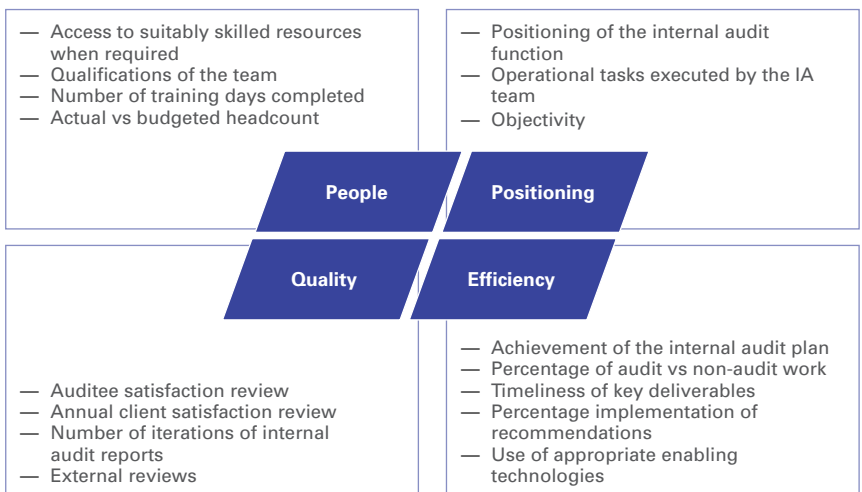 — Access to suitably skilled resources
when required
— Qualifications of the team
— Number of training days completed
— Actual vs budgeted headcount
— Positioning of the internal audit
function
— Operational tasks executed by the IA
team
— Objectivity
People
Positioning
Quality
Efficiency
— Auditee satisfaction review
— Annual client satisfaction review
— Number of iterations of internal
audit reports
— External reviews
— Achievement of the internal audit plan
— Percentage of audit vs non-audit work
— Timeliness of key deliverables
— Percentage implementation of
recommendations
— Use of appropriate enabling
technologies